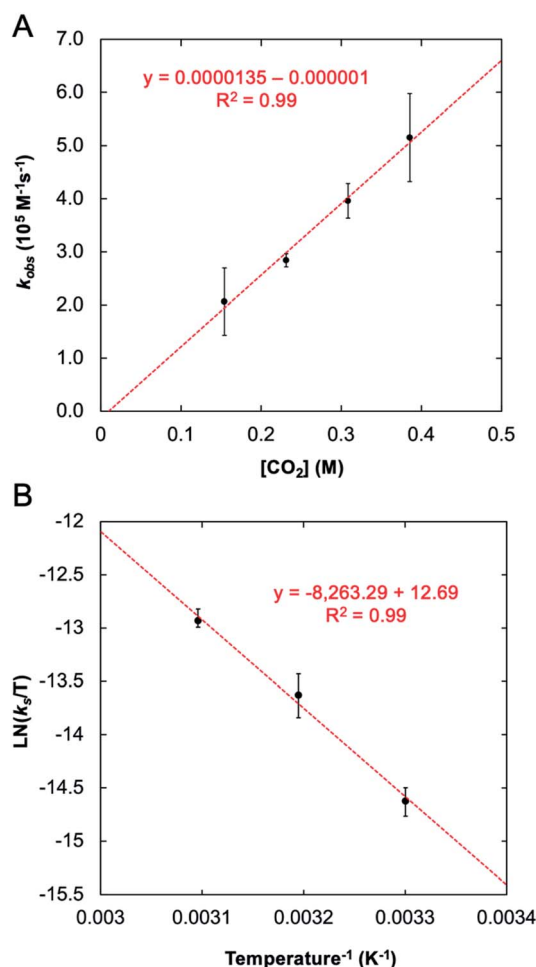 A
7.0
6.0
5.0
4.0
3.0
2.0
1.0
0.0
k_obs (10⁵ M⁻¹s⁻¹)
y = 0.0000135 – 0.000001
R² = 0.99
0 0.1 0.2 0.3 0.4 0.5
[CO₂] (M)
B
-12
-12.5
-13
-13.5
-14
-14.5
-15
-15.5
LN(k_s/T)
y = -8,263.29 + 12.69
R² = 0.99
0.003 0.0031 0.0032 0.0033 0.0034
Temperature⁻¹ (K⁻¹)